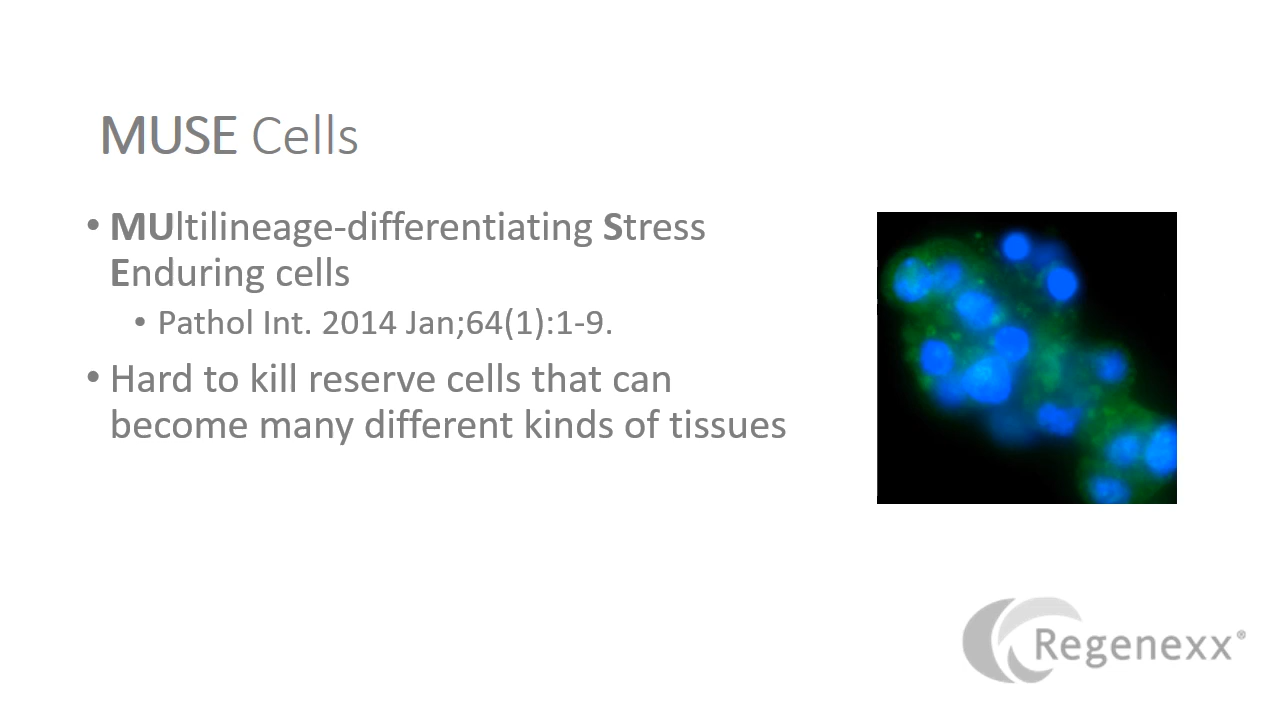 MUSE Cells
• MUltilineage-differentiating Stress
Enduring cells
• Pathol Int. 2014 Jan;64(1):1-9.
• Hard to kill reserve cells that can
become many different kinds of tissues
Regenexx®